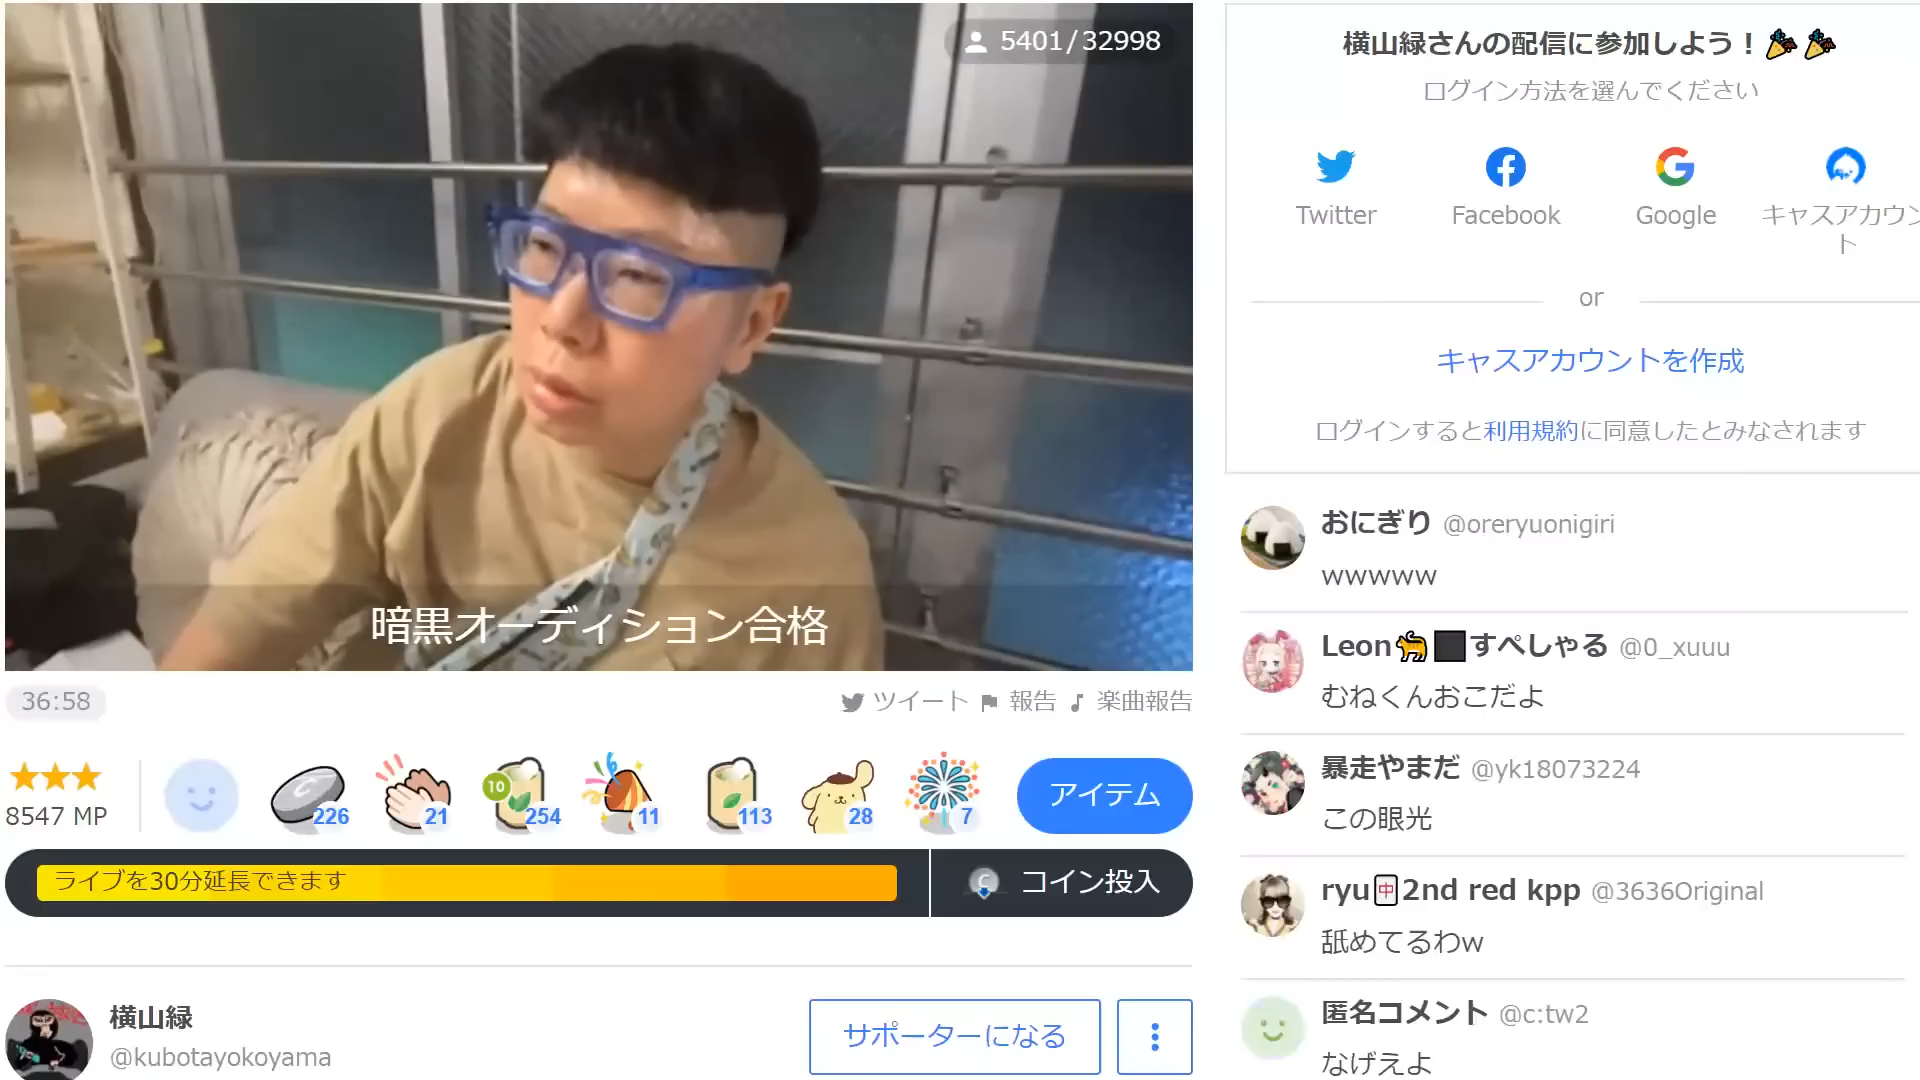 5401/32998
暗黒オーディション合格
36:58
ツイート 報告 楽曲報告
8547 MP
226
21
10
254
11
113
28
7
アイテム
ライブを30分延長できます
C コイン投入
横山緑
@kubotayokoyama
サポーターになる
横山緑さんの配信に参加しよう！
ログイン方法を選んでください
Twitter
Facebook
Google
キャスアカウント
or
キャスアカウントを作成
ログインすると利用規約に同意したとみなされます
おにぎり @oreryuonigiri
wwwww
Leon🐅⬛すぺしゃる @0_xuuu
むねくんおこだよ
暴走やまだ @yk18073224
この眼光
ryu🀄2nd red kpp @3636Original
舐めてるわw
匿名コメント @c:tw2
なげえよ